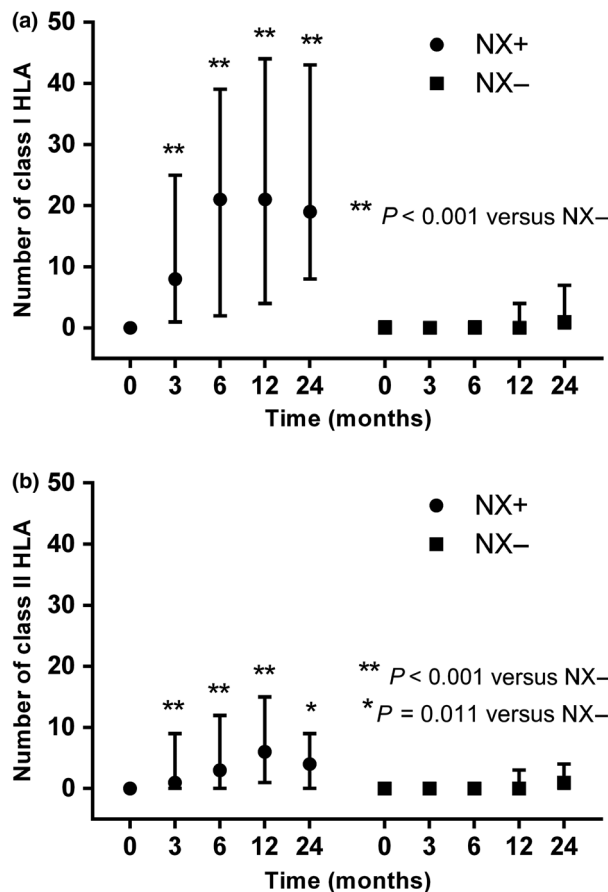 (a)
50
40
30
20
10
0
Number of class I HLA
**
**
**
**
NX+
NX–
** P < 0.001 versus NX–
0 3 6 12 24 0 3 6 12 24
Time (months)
(b)
50
40
30
20
10
0
Number of class II HLA
**
**
**
*
NX+
NX–
** P < 0.001 versus NX–
* P = 0.011 versus NX–
0 3 6 12 24 0 3 6 12 24
Time (months)